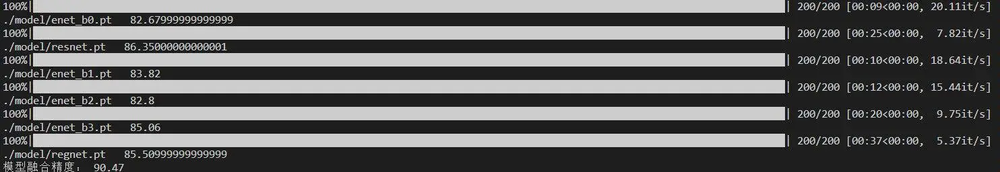 100%| | 200/200 [00:09<00:00, 20.11it/s]
./model/enet_b0.pt 82.67999999999999
100%| | 200/200 [00:25<00:00, 7.82it/s]
./model/resnet.pt 86.35000000000001
100%| | 200/200 [00:10<00:00, 18.64it/s]
./model/enet_b1.pt 83.82
100%| | 200/200 [00:12<00:00, 15.44it/s]
./model/enet_b2.pt 82.8
100%| | 200/200 [00:20<00:00, 9.75it/s]
./model/enet_b3.pt 85.06
100%| | 200/200 [00:37<00:00, 5.37it/s]
./model/regnet.pt 85.50999999999999
模型融合精度： 90.47